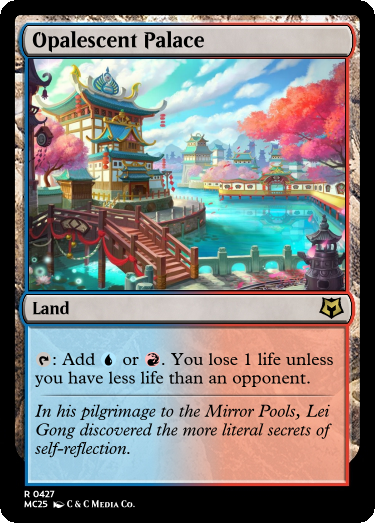 Opalescent Palace
Land
: Add or . You lose 1 life unless
you have less life than an opponent.
In his pilgrimage to the Mirror Pools, Lei
Gong discovered the more literal secrets of
self-reflection.
R 0427
MC25 C & C Media Co.